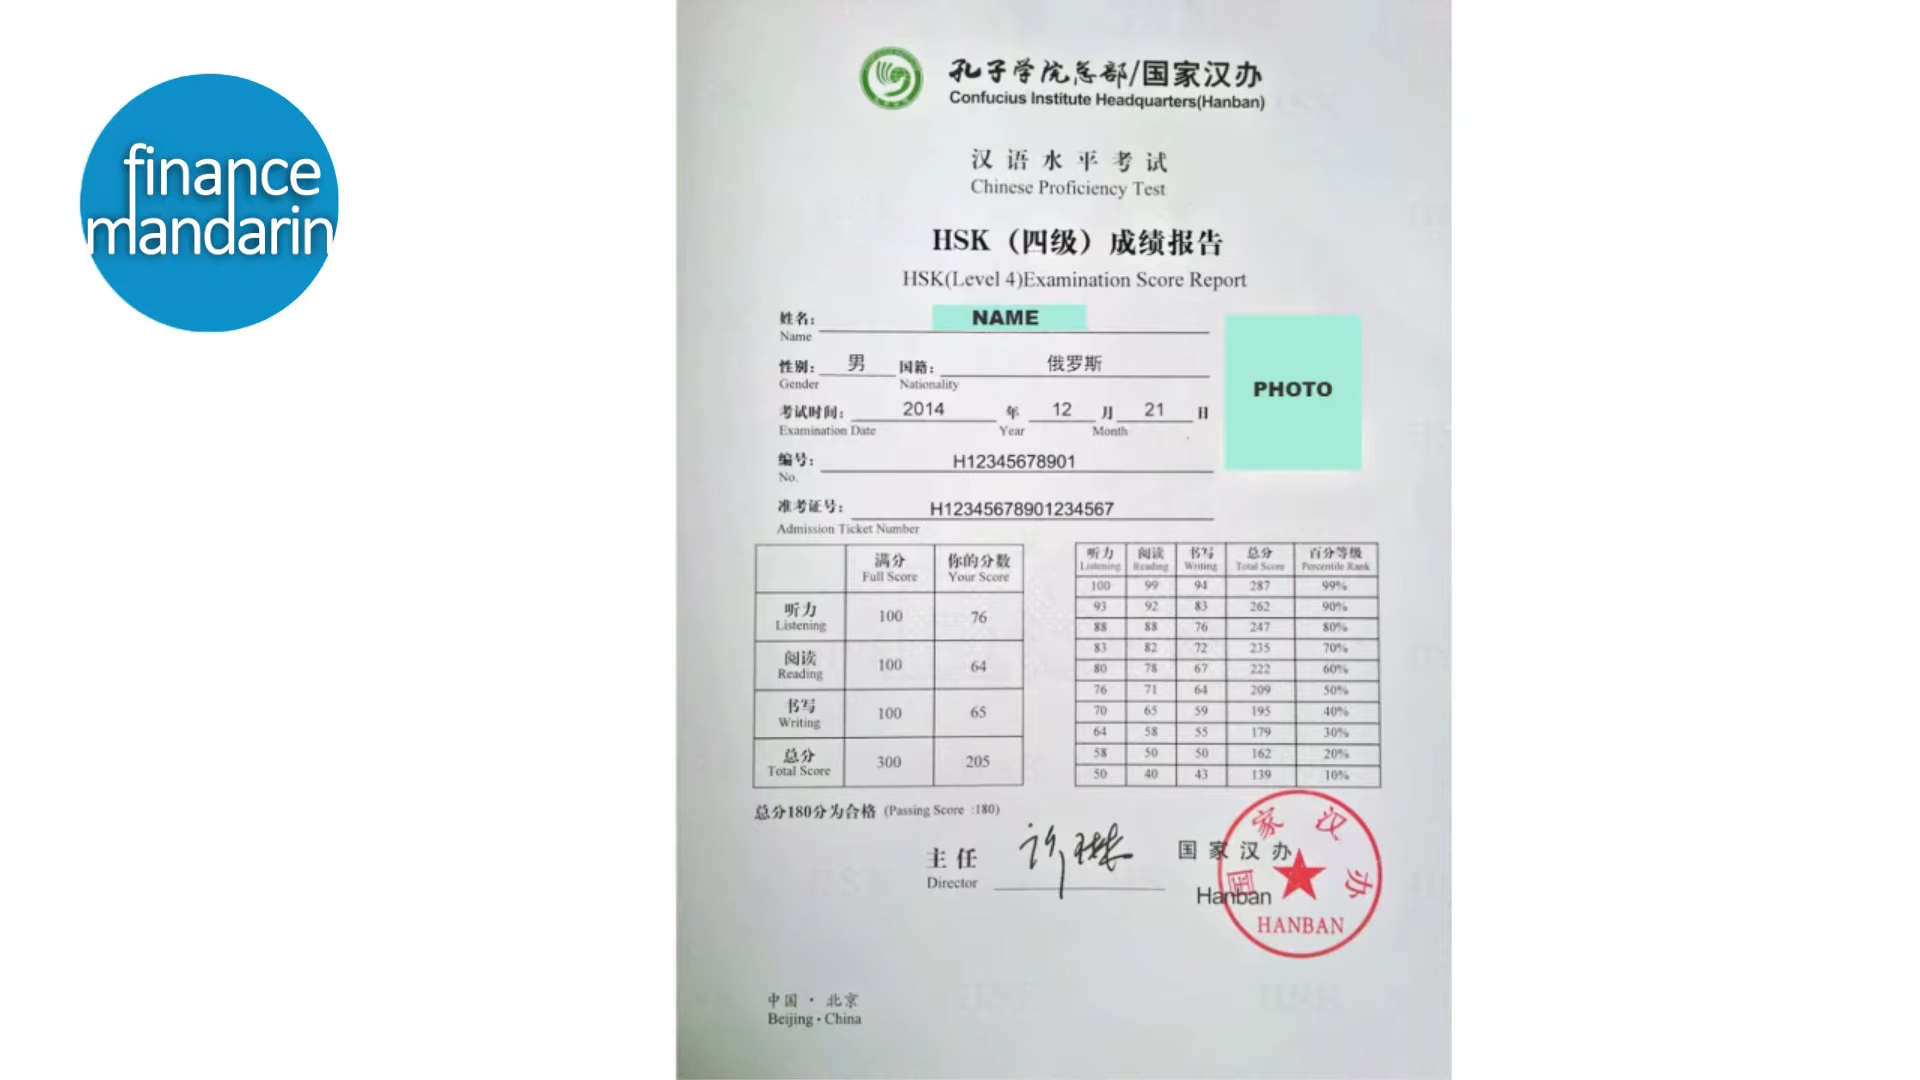 finance
mandarin
孔子学院总部/国家汉办
Confucius Institute Headquarters(Hanban)
汉语水平考试
Chinese Proficiency Test
HSK（四级）成绩报告
HSK(Level 4)Examination Score Report
姓名: NAME
Name
性别: 男 国籍: 俄罗斯
Gender Nationality
PHOTO
考试时间: 2014 年 12 月 21 日
Examination Date Year Month
编号: H12345678901
No.
准考证号: H12345678901234567
Admission Ticket Number
满分 你的分数
Full Score Your Score
听力 100 76
Listening
阅读 100 64
Reading
书写 100 65
Writing
总分 300 205
Total Score
听力 阅读 书写 总分 百分等级
Listening Reading Writing Total Score Percentile Rank
100 99 94 287 99%
93 92 83 262 90%
88 88 76 247 80%
83 82 72 235 70%
80 78 67 222 60%
76 71 64 209 50%
70 65 59 195 40%
64 58 55 179 30%
58 50 50 162 20%
50 40 43 139 10%
总分180分为合格 (Passing Score :180)
主任 许琳
Director
国家汉办
Hanban
国家汉办
HANBAN
中国·北京
Beijing·China